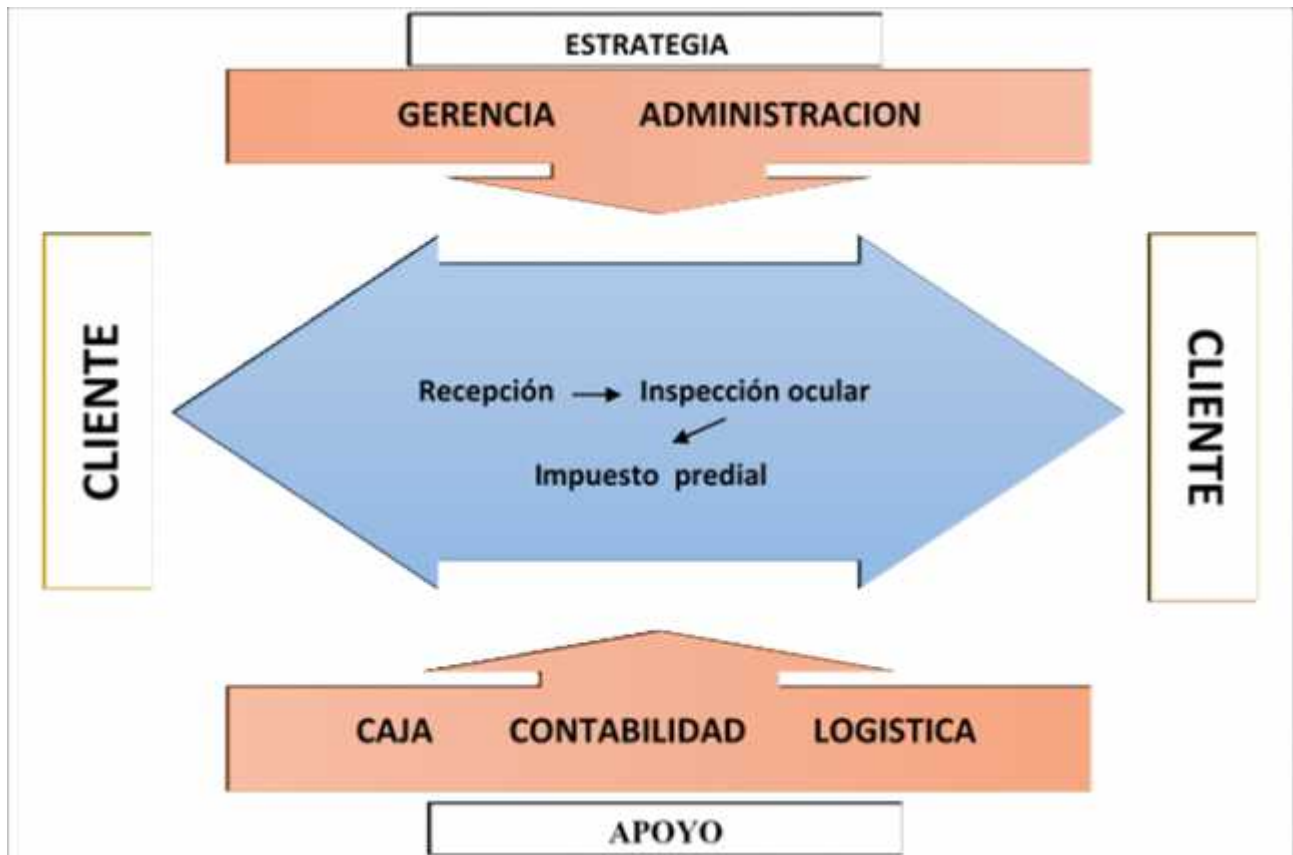 ESTRATEGIA
GERENCIA ADMINISTRACION
CLIENTE
Recepción Inspección ocular
Impuesto predial
CLIENTE
CAJA CONTABILIDAD LOGISTICA
APOYO